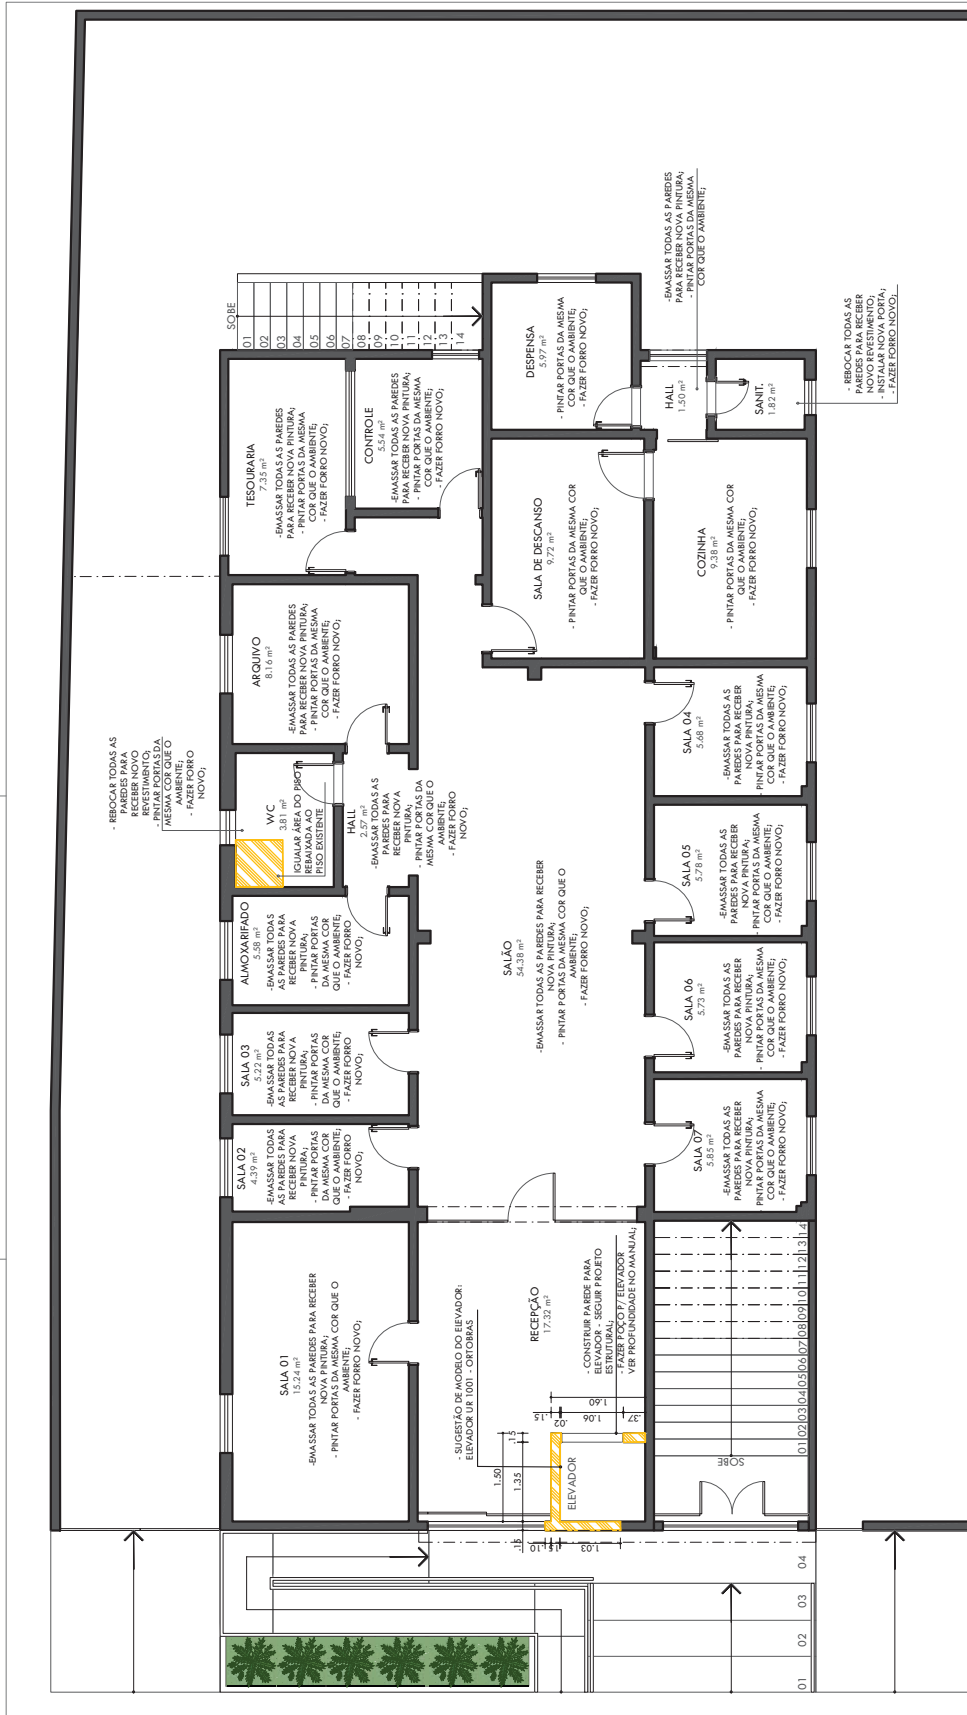 SOBE
01
02
03
04
05
06
07
08
09
10
11
12
13
14
TESOURARIA
7.35 m²
-EMASSAR TODAS AS PAREDES
PARA RECEBER NOVA PINTURA;
- PINTAR PORTAS DA MESMA
COR QUE O AMBIENTE;
- FAZER FORRO NOVO;
CONTROLE
5.54 m²
-EMASSAR TODAS AS PAREDES
PARA RECEBER NOVA PINTURA;
- PINTAR PORTAS DA MESMA
COR QUE O AMBIENTE;
- FAZER FORRO NOVO;
DESPENSA
5.97 m²
- PINTAR PORTAS DA MESMA
COR QUE O AMBIENTE;
- FAZER FORRO NOVO;
-EMASSAR TODAS AS PAREDES
PARA RECEBER NOVA PINTURA;
- PINTAR PORTAS DA MESMA
COR QUE O AMBIENTE;
HALL
1.50 m²
SANIT.
1.82 m²
- REBOCAR TODAS AS
PAREDES PARA RECEBER
NOVO REVESTIMENTO;
- INSTALAR NOVA PORTA;
- FAZER FORRO NOVO;
ARQUIVO
8.16 m²
-EMASSAR TODAS AS PAREDES
PARA RECEBER NOVA PINTURA;
- PINTAR PORTAS DA MESMA
COR QUE O AMBIENTE;
- FAZER FORRO NOVO;
SALA DE DESCANSO
9.72 m²
- PINTAR PORTAS DA MESMA COR
QUE O AMBIENTE;
- FAZER FORRO NOVO;
COZINHA
9.38 m²
- PINTAR PORTAS DA MESMA COR
QUE O AMBIENTE;
- FAZER FORRO NOVO;
- REBOCAR TODAS AS
PAREDES PARA
RECEBER NOVO
REVESTIMENTO;
- PINTAR PORTAS DA
MESMA COR QUE O
AMBIENTE;
- FAZER FORRO
NOVO;
WC
3.81 m²
IGUALAR ÁREA DO PISO
REBAIXADA AO
PISO EXISTENTE
HALL
2.57 m²
-EMASSAR TODAS AS
PAREDES PARA
RECEBER NOVA
PINTURA;
- PINTAR PORTAS DA
MESMA COR QUE O
AMBIENTE;
- FAZER FORRO
NOVO;
ALMOXARIFADO
5.58 m²
-EMASSAR TODAS
AS PAREDES PARA
RECEBER NOVA
PINTURA;
- PINTAR PORTAS
DA MESMA COR
QUE O AMBIENTE;
- FAZER FORRO
NOVO;
SALA 03
5.22 m²
-EMASSAR TODAS
AS PAREDES PARA
RECEBER NOVA
PINTURA;
- PINTAR PORTAS
DA MESMA COR
QUE O AMBIENTE;
- FAZER FORRO
NOVO;
SALA 02
4.39 m²
-EMASSAR TODAS
AS PAREDES PARA
RECEBER NOVA
PINTURA;
- PINTAR PORTAS
DA MESMA COR
QUE O AMBIENTE;
- FAZER FORRO
NOVO;
SALÃO
54.38 m²
-EMASSAR TODAS AS PAREDES PARA RECEBER
NOVA PINTURA;
- PINTAR PORTAS DA MESMA COR QUE O
AMBIENTE;
- FAZER FORRO NOVO;
SALA 04
5.68 m²
-EMASSAR TODAS AS
PAREDES PARA RECEBER
NOVA PINTURA;
- PINTAR PORTAS DA MESMA
COR QUE O AMBIENTE;
- FAZER FORRO NOVO;
SALA 05
5.78 m²
-EMASSAR TODAS AS
PAREDES PARA RECEBER
NOVA PINTURA;
- PINTAR PORTAS DA MESMA
COR QUE O AMBIENTE;
- FAZER FORRO NOVO;
SALA 06
5.73 m²
-EMASSAR TODAS AS
PAREDES PARA RECEBER
NOVA PINTURA;
- PINTAR PORTAS DA MESMA
COR QUE O AMBIENTE;
- FAZER FORRO NOVO;
SALA 07
5.85 m²
-EMASSAR TODAS AS
PAREDES PARA RECEBER
NOVA PINTURA;
- PINTAR PORTAS DA MESMA
COR QUE O AMBIENTE;
- FAZER FORRO NOVO;
SALA 01
15.24 m²
-EMASSAR TODAS AS PAREDES PARA RECEBER
NOVA PINTURA;
- PINTAR PORTAS DA MESMA COR QUE O
AMBIENTE;
- FAZER FORRO NOVO;
- SUGESTÃO DE MODELO DO ELEVADOR:
ELEVADOR UR 1001 - ORTOBRAS
RECEPÇÃO
17.32 m²
- CONSTRUIR PAREDE PARA
ELEVADOR - SEGUIR PROJETO
ESTRUTURAL;
- FAZER POÇO P/ ELEVADOR
VER PROFUNDIDADE NO MANUAL;
1.50
1.35
.15
.15
.15
.02
1.06
1.60
.37
.10
.15
1.03
ELEVADOR
SOBE
01 02 03 04 05 06 07 08 09 10 11 12 13 14
01
02
03
04